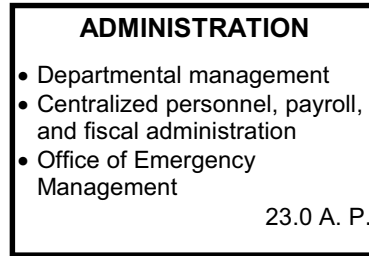 ADMINISTRATION
• Departmental management
• Centralized personnel, payroll,
and fiscal administration
• Office of Emergency
Management
23.0 A. P.